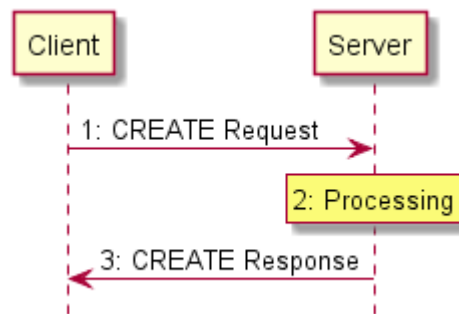 Client
Server
1: CREATE Request
2: Processing
3: CREATE Response